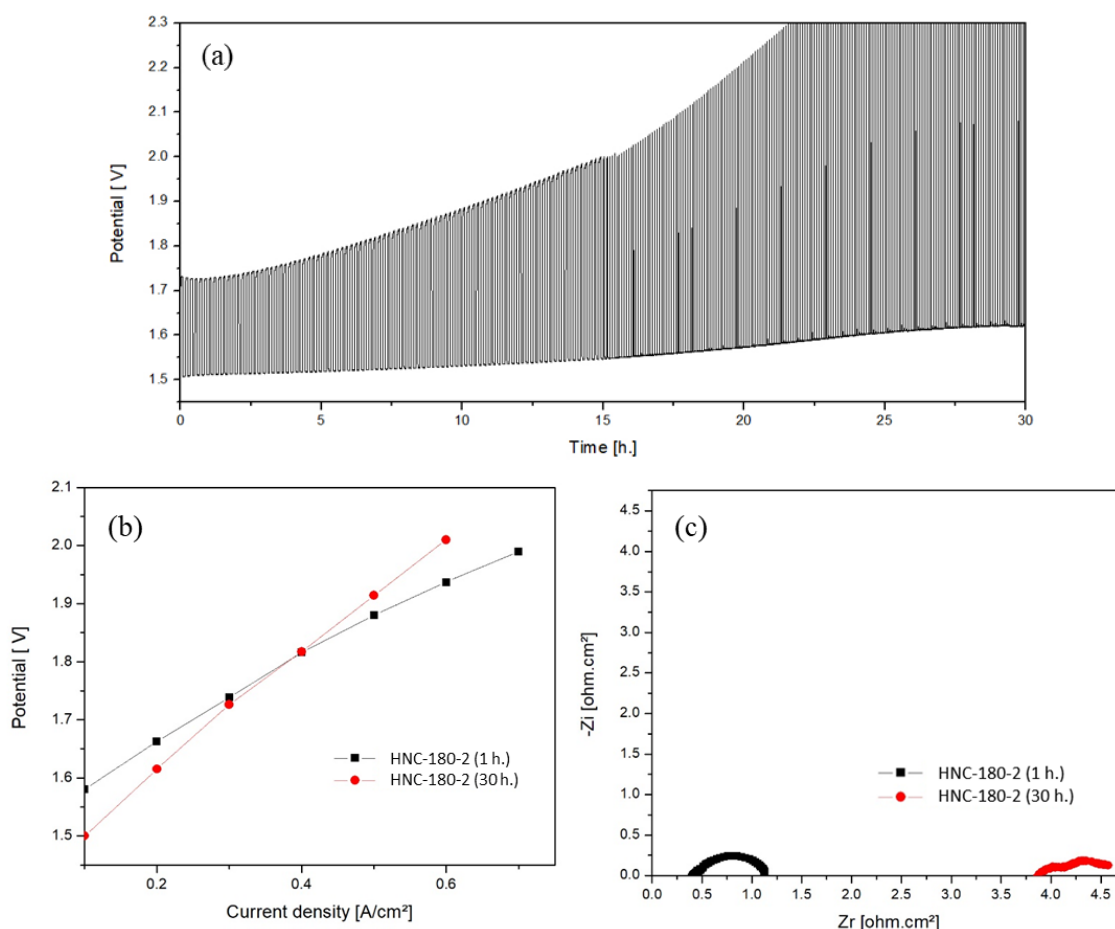 (a)
Potential [ V]
2.3
2.2
2.1
2.0
1.9
1.8
1.7
1.6
1.5
0 5 10 15 20 25 30
Time [h.]
(b)
Potential [ V]
2.1
2.0
1.9
1.8
1.7
1.6
1.5
HNC-180-2 (1 h.)
HNC-180-2 (30 h.)
0.2 0.4 0.6
Current density [A/cm²]
(c)
-Zi [ohm.cm²]
4.5
4.0
3.5
3.0
2.5
2.0
1.5
1.0
0.5
0.0
HNC-180-2 (1 h.)
HNC-180-2 (30 h.)
0.0 0.5 1.0 1.5 2.0 2.5 3.0 3.5 4.0 4.5
Zr [ohm.cm²]